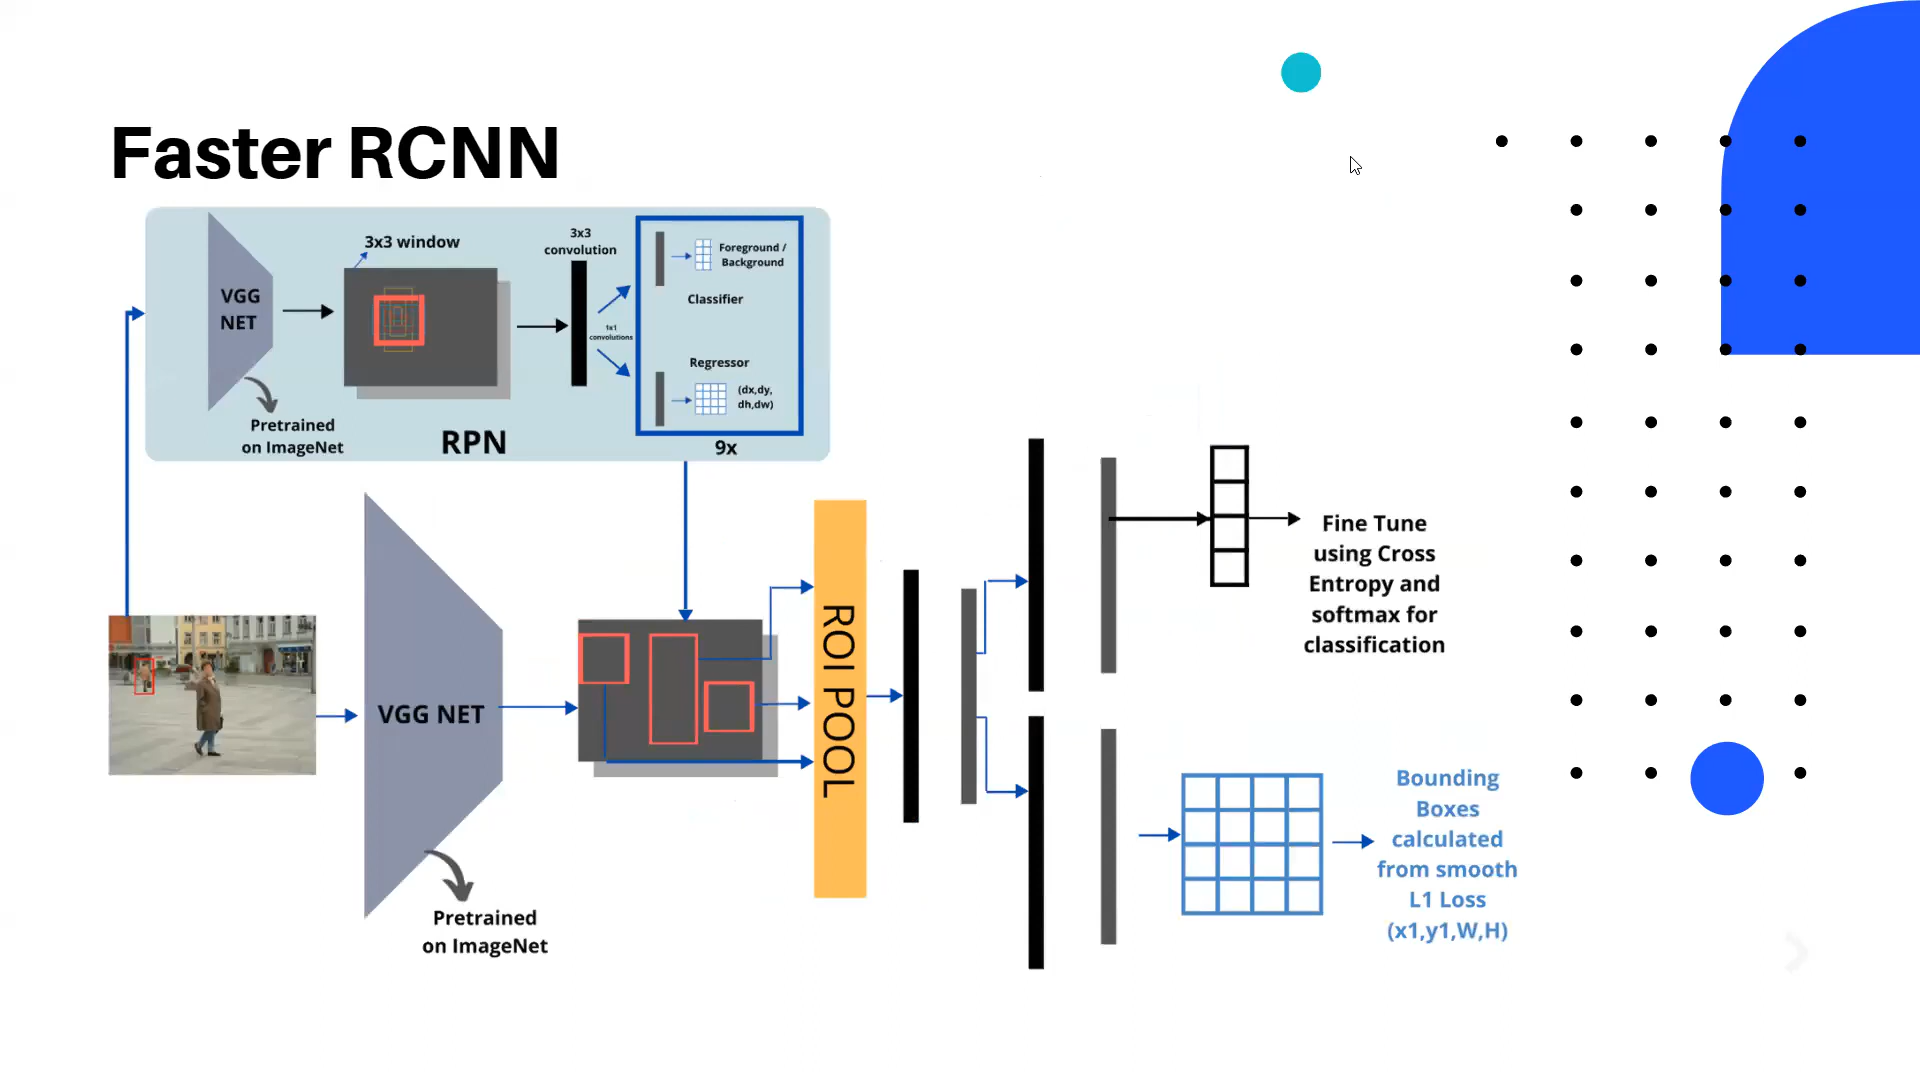 Faster RCNN
VGG
NET
3x3 window
3x3
convolution
1x1
convolutions
Foreground /
Background
Classifier
Regressor
(dx,dy,
dh,dw)
9x
Pretrained
on ImageNet
RPN
VGG NET
Pretrained
on ImageNet
ROI POOL
Fine Tune
using Cross
Entropy and
softmax for
classification
Bounding
Boxes
calculated
from smooth
L1 Loss
(x1,y1,W,H)